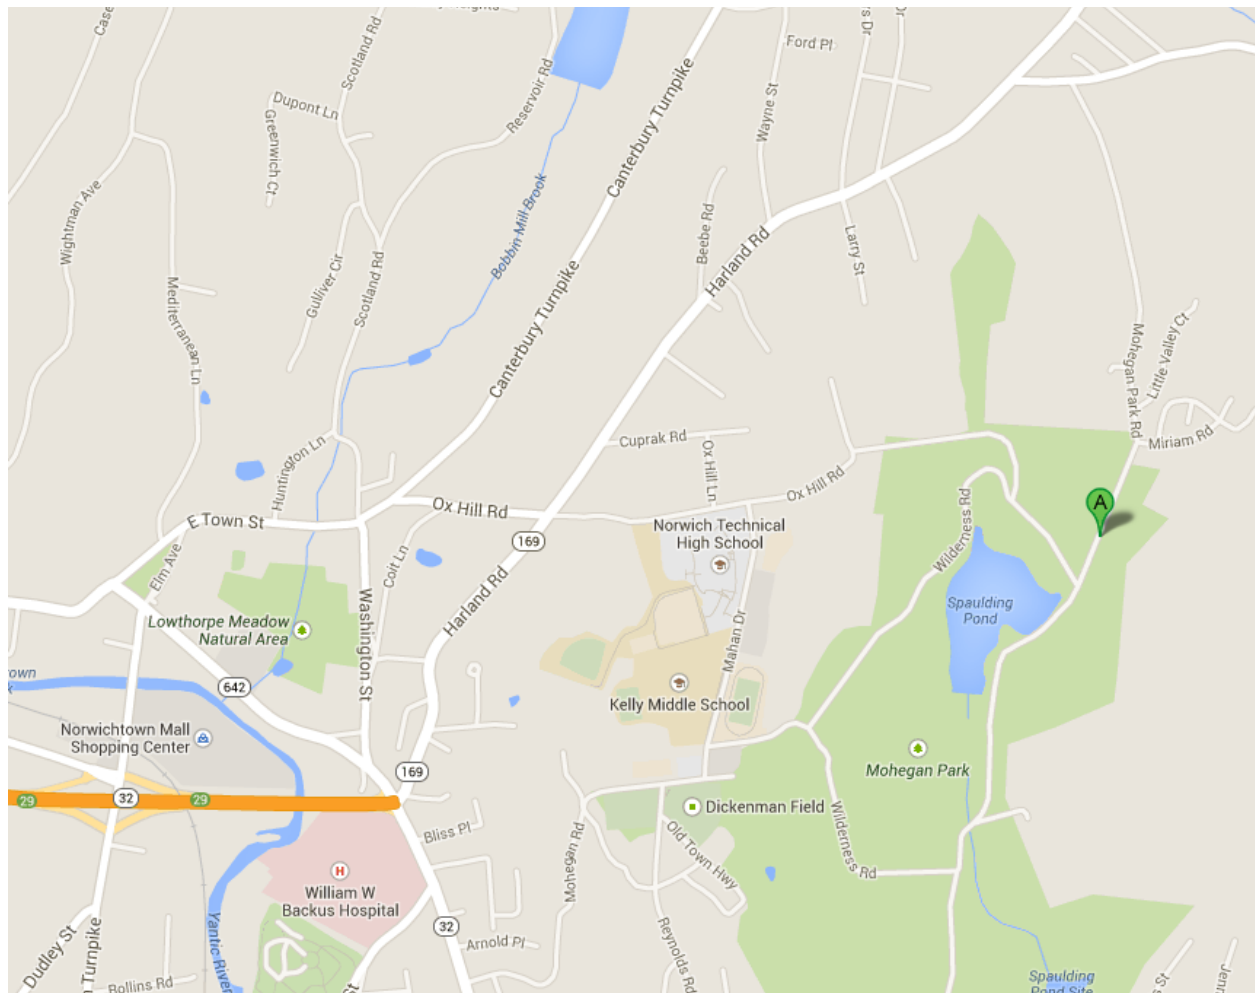 Scotland Rd
Reservoir Rd
Ford Pl
Dupont Ln
Greenwich Ct
Canterbury Turnpike
Wayne St
Wightman Ave
Bobbin Mill Brook
Beebe Rd
Harland Rd
Larry St
Gulliver Cir
Scotland Rd
Mediterranean Ln
Canterbury Turnpike
Mohegan Park Rd
Little Valley Ct
Miriam Rd
Cuprak Rd
Ox Hill Ln
Ox Hill Rd
Huntington Ln
E Town St
Ox Hill Rd
169
Norwich Technical
High School
Wilderness Rd
A
Elm Ave
Coit Ln
Washington St
Harland Rd
Spaulding
Pond
Lowthorpe Meadow
Natural Area
Mahan Dr
642
Kelly Middle School
Norwichtown Mall
Shopping Center
169
Mohegan Park
29
32
29
Dickenman Field
Bliss Pl
Mohegan Rd
Old Town Hwy
Wilderness Rd
William W
Backus Hospital
32
Arnold Pl
Yantic River
Dudley St
Turnpike
Reynolds Rd
Rollins Rd
Spaulding
Pond Site